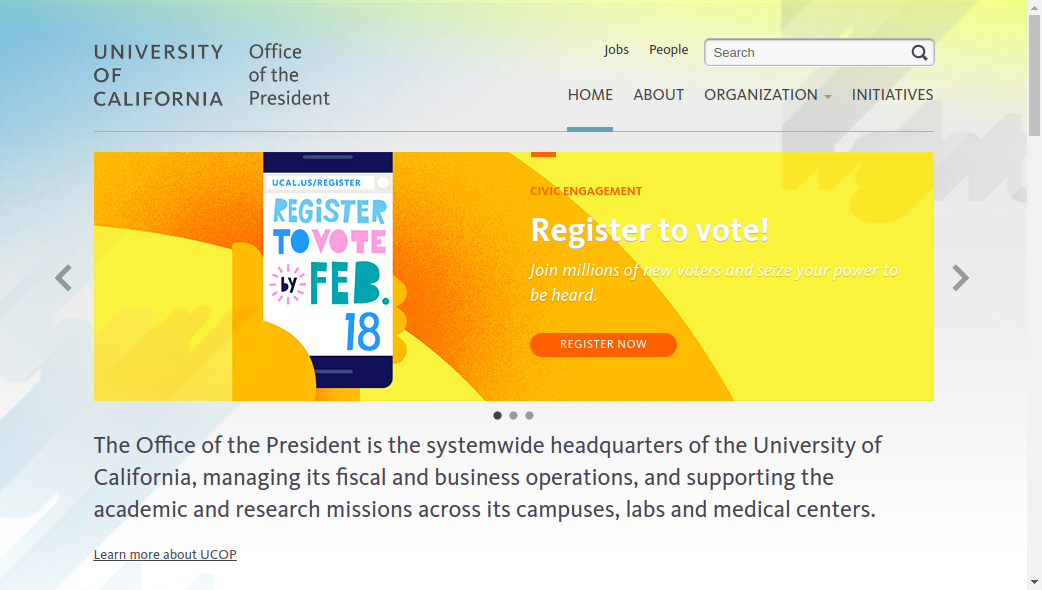 UNIVERSITY
OF
CALIFORNIA
Office
of the
President
Jobs People Search
HOME ABOUT ORGANIZATION INITIATIVES
UCAL.US/REGISTER
REGiSTER
TO VOTE
by FEB.
18
CIVIC ENGAGEMENT
Register to vote!
Join millions of new voters and seize your power to
be heard.
REGISTER NOW
The Office of the President is the systemwide headquarters of the University of
California, managing its fiscal and business operations, and supporting the
academic and research missions across its campuses, labs and medical centers.
Learn more about UCOP